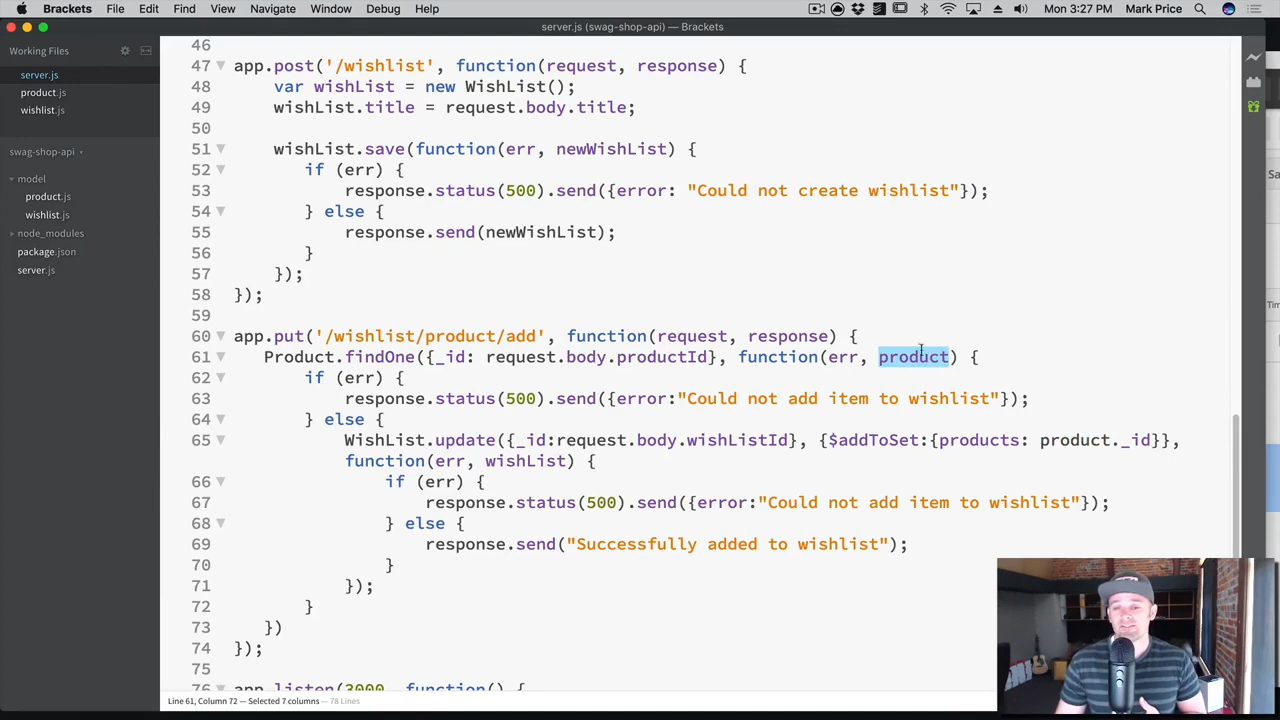 Brackets File Edit Find View Navigate Window Debug Help Mon 3:27 PM Mark Price
server.js (swag-shop-api) — Brackets
Working Files
server.js
product.js
wishlist.js
swag-shop-api
model
product.js
wishlist.js
node_modules
package.json
server.js
46
47 app.post('/wishlist', function(request, response) {
48 var wishList = new WishList();
49 wishList.title = request.body.title;
50
51 wishList.save(function(err, newWishList) {
52 if (err) {
53 response.status(500).send({error: "Could not create wishlist"});
54 } else {
55 response.send(newWishList);
56 }
57 });
58 });
59
60 app.put('/wishlist/product/add', function(request, response) {
61 Product.findOne({_id: request.body.productId}, function(err, product) {
62 if (err) {
63 response.status(500).send({error:"Could not add item to wishlist"});
64 } else {
65 WishList.update({_id:request.body.wishListId}, {$addToSet:{products: product._id}},
function(err, wishList) {
66 if (err) {
67 response.status(500).send({error:"Could not add item to wishlist"});
68 } else {
69 response.send("Successfully added to wishlist");
70 }
71 });
72 }
73 })
74 });
75
76 app.listen(3000, function() {
Line 61, Column 72 — Selected 7 columns — 78 Lines
Sa
Tim